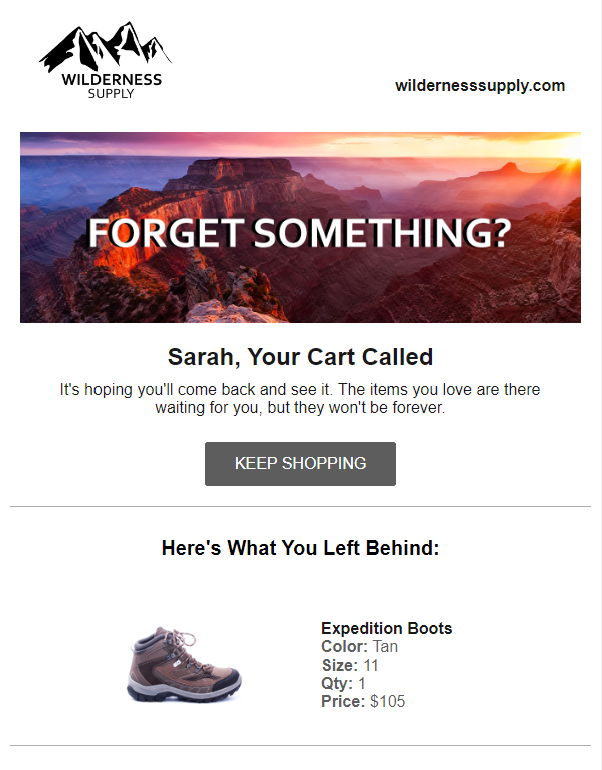 WILDERNESS
SUPPLY
wildernesssupply.com
FORGET SOMETHING?
Sarah, Your Cart Called
It's hoping you'll come back and see it. The items you love are there
waiting for you, but they won't be forever.
KEEP SHOPPING
Here's What You Left Behind:
Expedition Boots
Color: Tan
Size: 11
Qty: 1
Price: $105